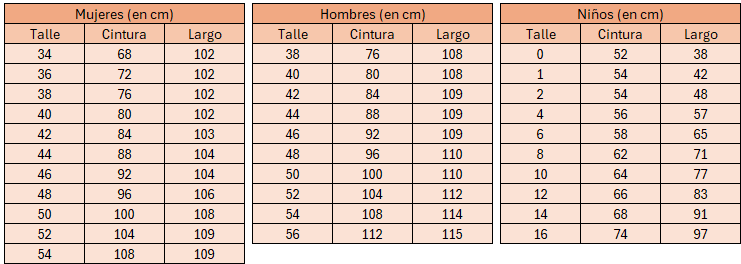 Mujeres (en cm) Hombres (en cm) Niños (en cm)
Talle Cintura Largo Talle Cintura Largo Talle Cintura Largo
34 68 102 38 76 108 0 52 38
36 72 102 40 80 108 1 54 42
38 76 102 42 84 109 2 54 48
40 80 102 44 88 109 4 56 57
42 84 103 46 92 109 6 58 65
44 88 104 48 96 110 8 62 71
46 92 104 50 100 110 10 64 77
48 96 106 52 104 112 12 66 83
50 100 108 54 108 114 14 68 91
52 104 109 56 112 115 16 74 97
54 108 109